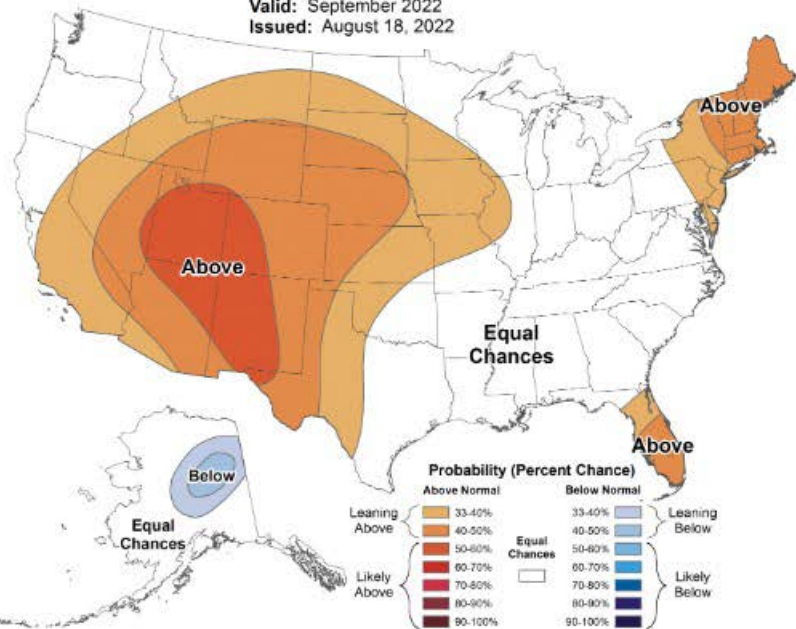 Valid: September 2022
Issued: August 18, 2022
Above
Above
Equal
Chances
Above
Below
Equal
Chances
Probability (Percent Chance)
Above Normal
Below Normal
Leaning
Above
33-40%
40-50%
Likely
Above
50-60%
60-70%
70-80%
80-90%
90-100%
Equal
Chances
33-40%
40-50%
Leaning
Below
50-60%
60-70%
70-80%
80-90%
90-100%
Likely
Below